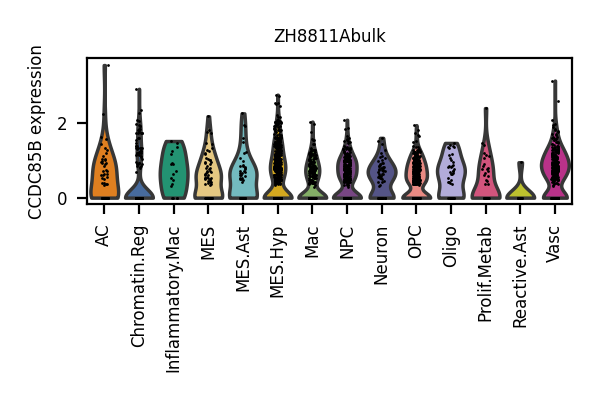 ZH8811Abulk
CCDC85B expression
2
0
AC
Chromatin.Reg
Inflammatory.Mac
MES
MES.Ast
MES.Hyp
Mac
NPC
Neuron
OPC
Oligo
Prolif.Metab
Reactive.Ast
Vasc